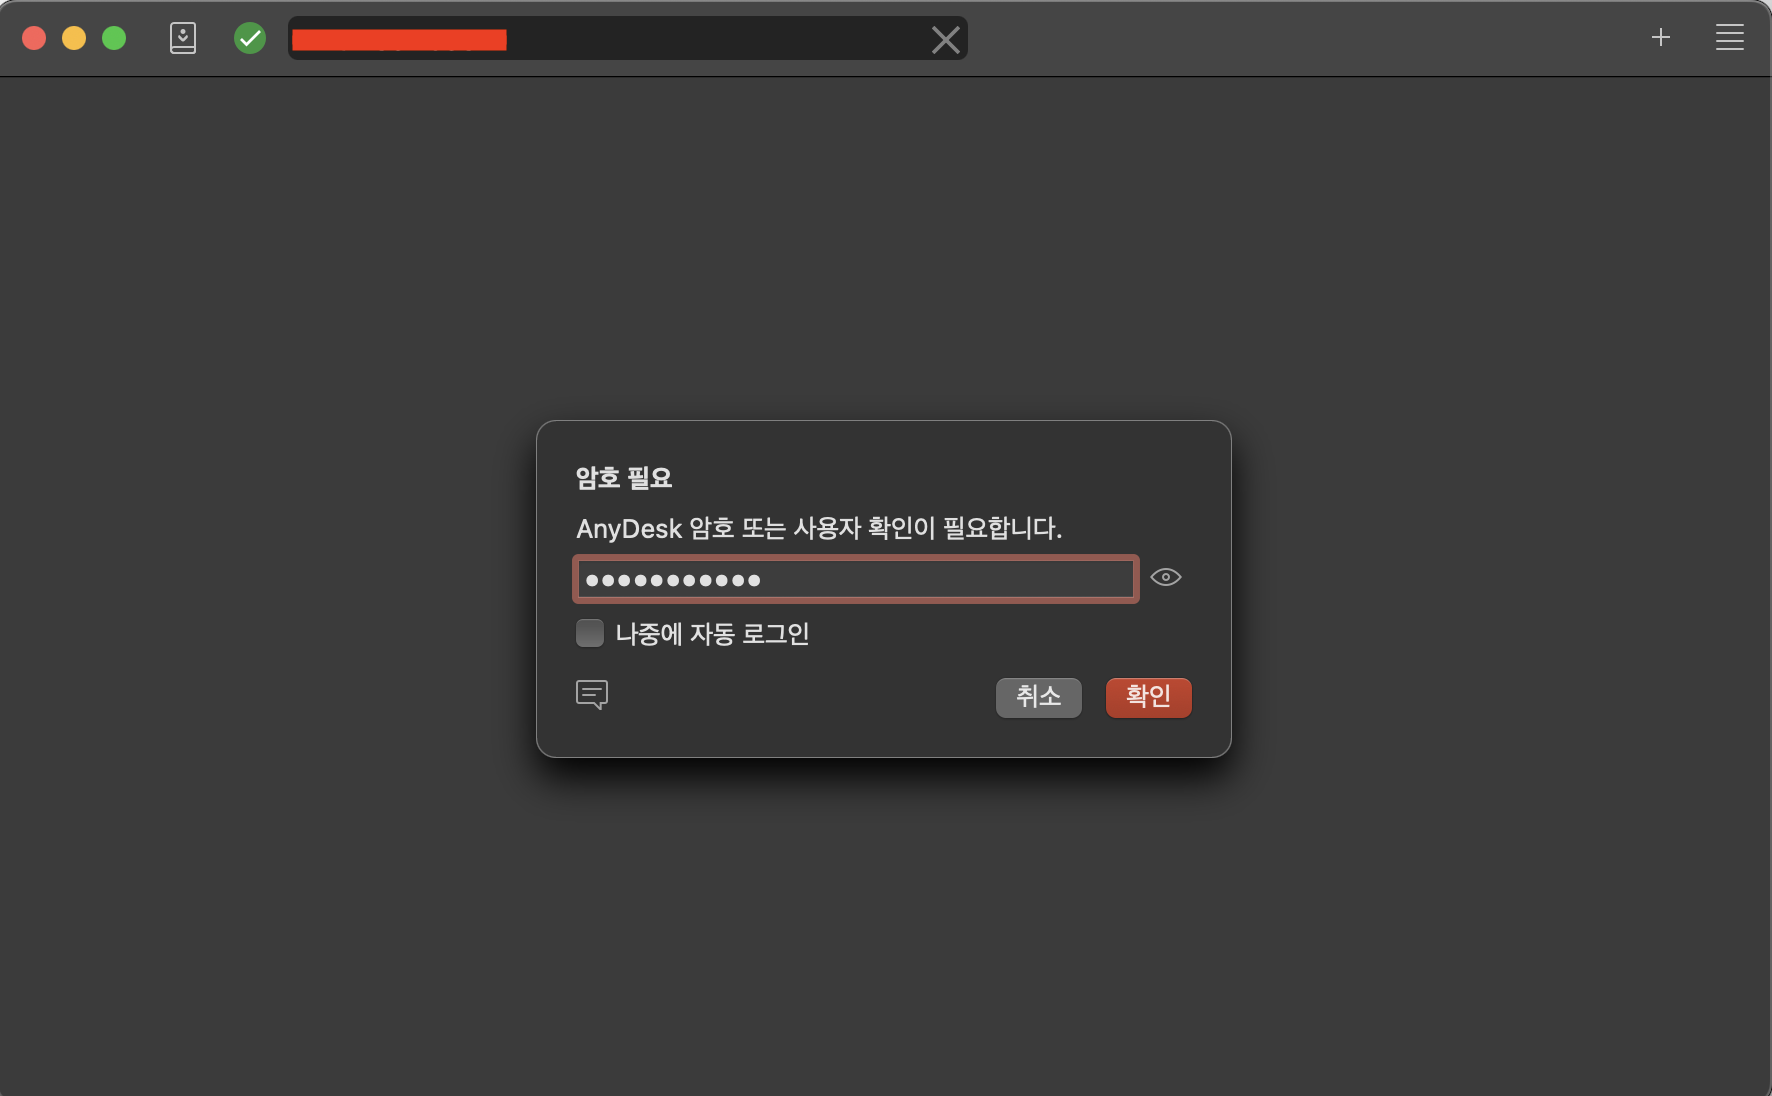 암호 필요
AnyDesk 암호 또는 사용자 확인이 필요합니다.
●●●●●●●●●●●
나중에 자동 로그인
취소 확인